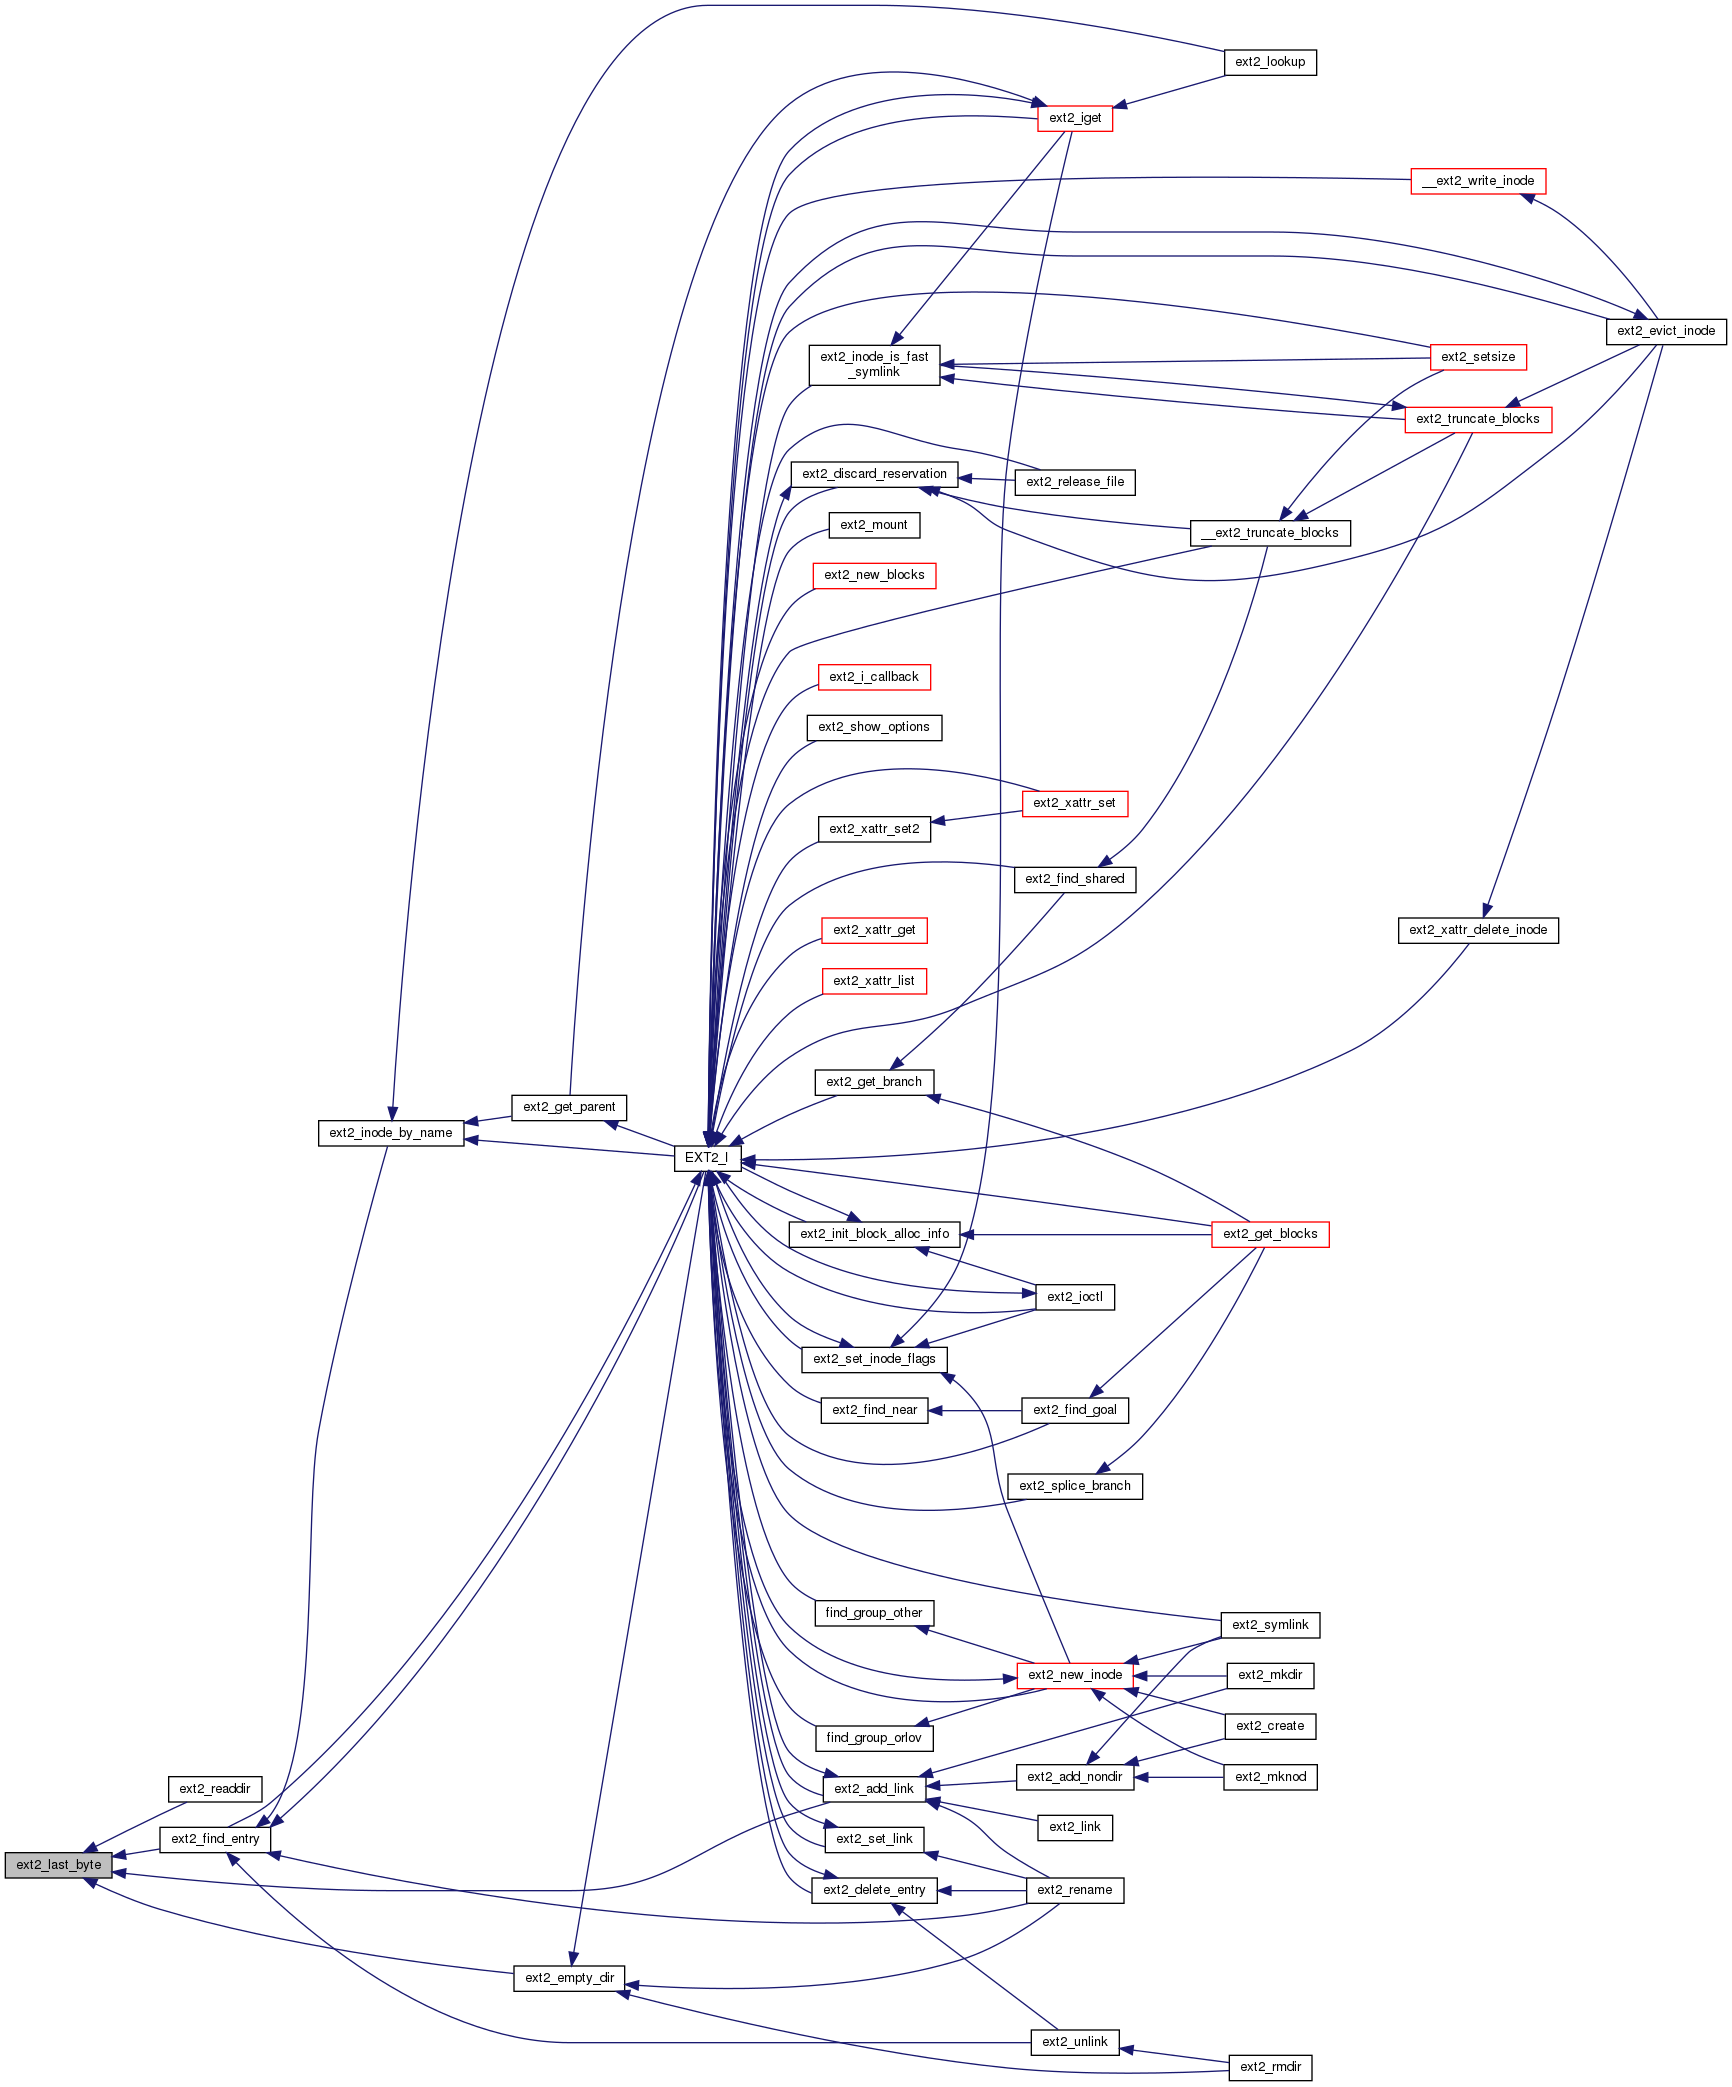 ext2_lookup
ext2_iget
__ext2_write_inode
ext2_evict_inode
ext2_inode_is_fast
_symlink
ext2_setsize
ext2_truncate_blocks
ext2_discard_reservation
ext2_release_file
ext2_mount
__ext2_truncate_blocks
ext2_new_blocks
ext2_i_callback
ext2_show_options
ext2_xattr_set
ext2_xattr_set2
ext2_find_shared
ext2_xattr_get
ext2_xattr_delete_inode
ext2_xattr_list
ext2_get_branch
ext2_get_parent
ext2_inode_by_name
EXT2_I
ext2_init_block_alloc_info
ext2_get_blocks
ext2_ioctl
ext2_set_inode_flags
ext2_find_near
ext2_find_goal
ext2_splice_branch
find_group_other
ext2_symlink
ext2_new_inode
ext2_mkdir
ext2_create
find_group_orlov
ext2_add_nondir
ext2_mknod
ext2_readdir
ext2_add_link
ext2_link
ext2_find_entry
ext2_set_link
ext2_last_byte
ext2_delete_entry
ext2_rename
ext2_empty_dir
ext2_unlink
ext2_rmdir